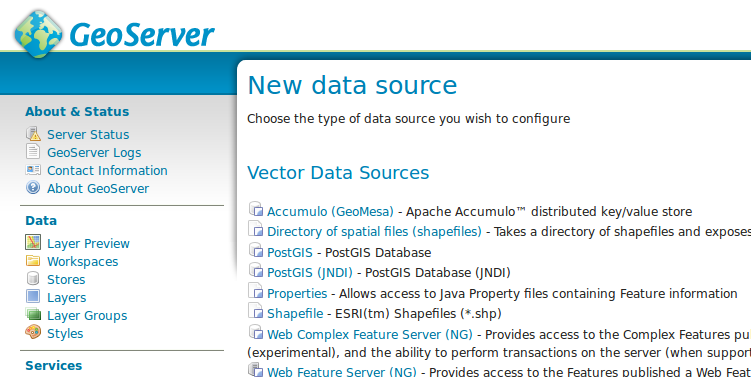 GeoServer
New data source
Choose the type of data source you wish to configure
About & Status
Server Status
GeoServer Logs
Contact Information
About GeoServer
Data
Layer Preview
Workspaces
Stores
Layers
Layer Groups
Styles
Services
Vector Data Sources
Accumulo (GeoMesa) - Apache Accumulo™ distributed key/value store
Directory of spatial files (shapefiles) - Takes a directory of shapefiles and exposes
PostGIS - PostGIS Database
PostGIS (JNDI) - PostGIS Database (JNDI)
Properties - Allows access to Java Property files containing Feature information
Shapefile - ESRI(tm) Shapefiles (*.shp)
Web Complex Feature Server (NG) - Provides access to the Complex Features pu
(experimental), and the ability to perform transactions on the server (when support
Web Feature Server (NG) - Provides access to the Features published a Web Feat